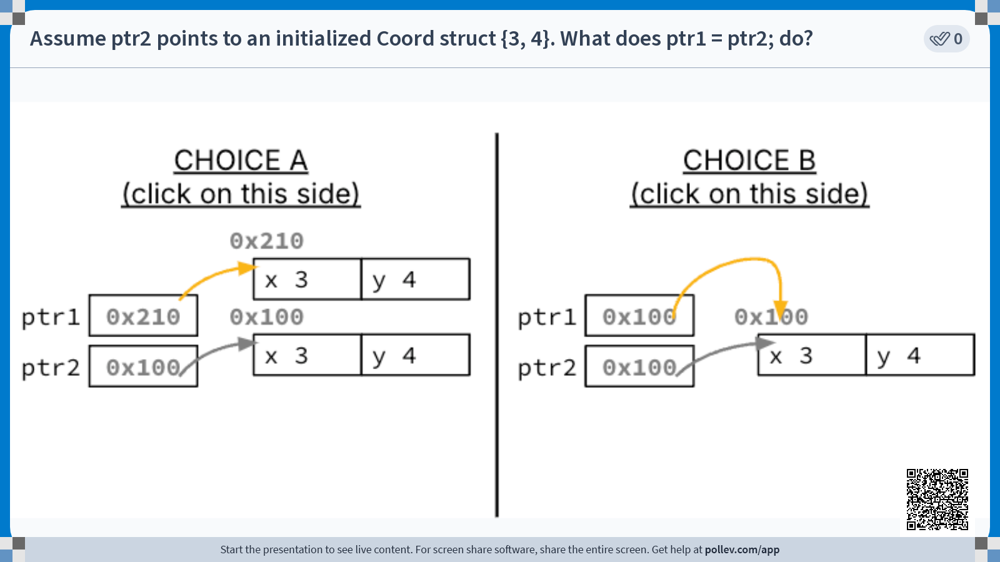 Assume ptr2 points to an initialized Coord struct {3, 4}. What does ptr1 = ptr2; do?
0
CHOICE A
(click on this side)
0x210
x 3 y 4
ptr1 0x210 0x100
ptr2 0x100 x 3 y 4
CHOICE B
(click on this side)
ptr1 0x100 0x100
ptr2 0x100 x 3 y 4
Start the presentation to see live content. For screen share software, share the entire screen. Get help at pollev.com/app